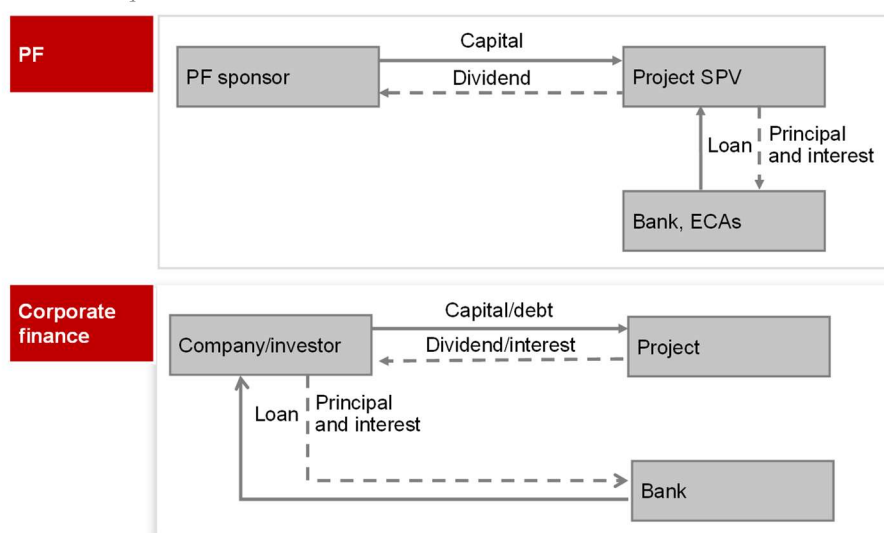 PF
Capital
PF sponsor
Dividend
Project SPV
Loan
Principal
and interest
Bank, ECAs
Corporate
finance
Capital/debt
Company/investor
Dividend/interest
Project
Loan
Principal
and interest
Bank